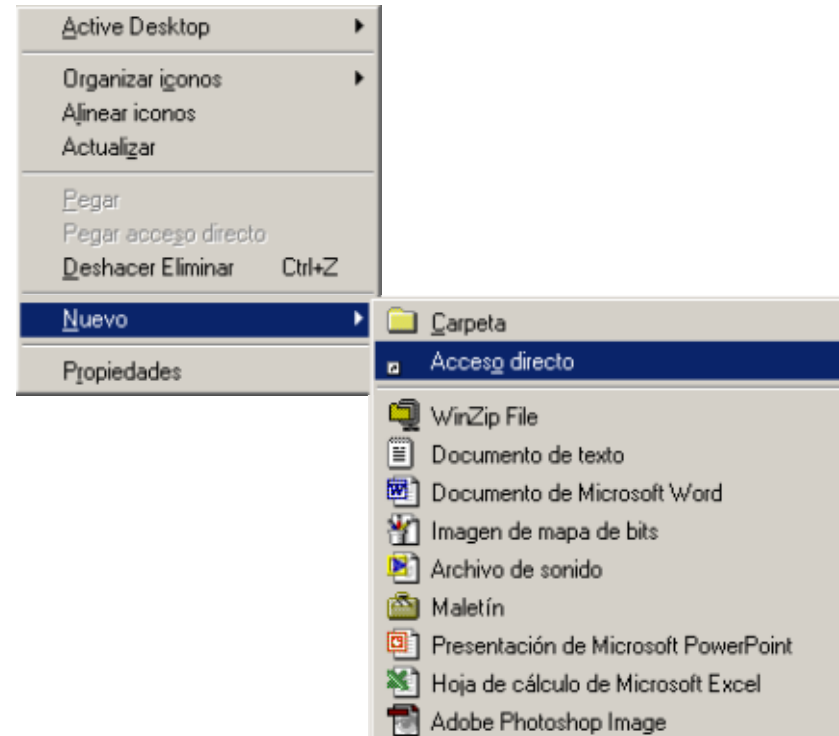 Active Desktop
Organizar iconos
Alinear iconos
Actualizar
Pegar
Pegar acceso directo
Deshacer Eliminar Ctrl+Z
Nuevo
Propiedades
Carpeta
Acceso directo
WinZip File
Documento de texto
Documento de Microsoft Word
Imagen de mapa de bits
Archivo de sonido
Maletín
Presentación de Microsoft PowerPoint
Hoja de cálculo de Microsoft Excel
Adobe Photoshop Image